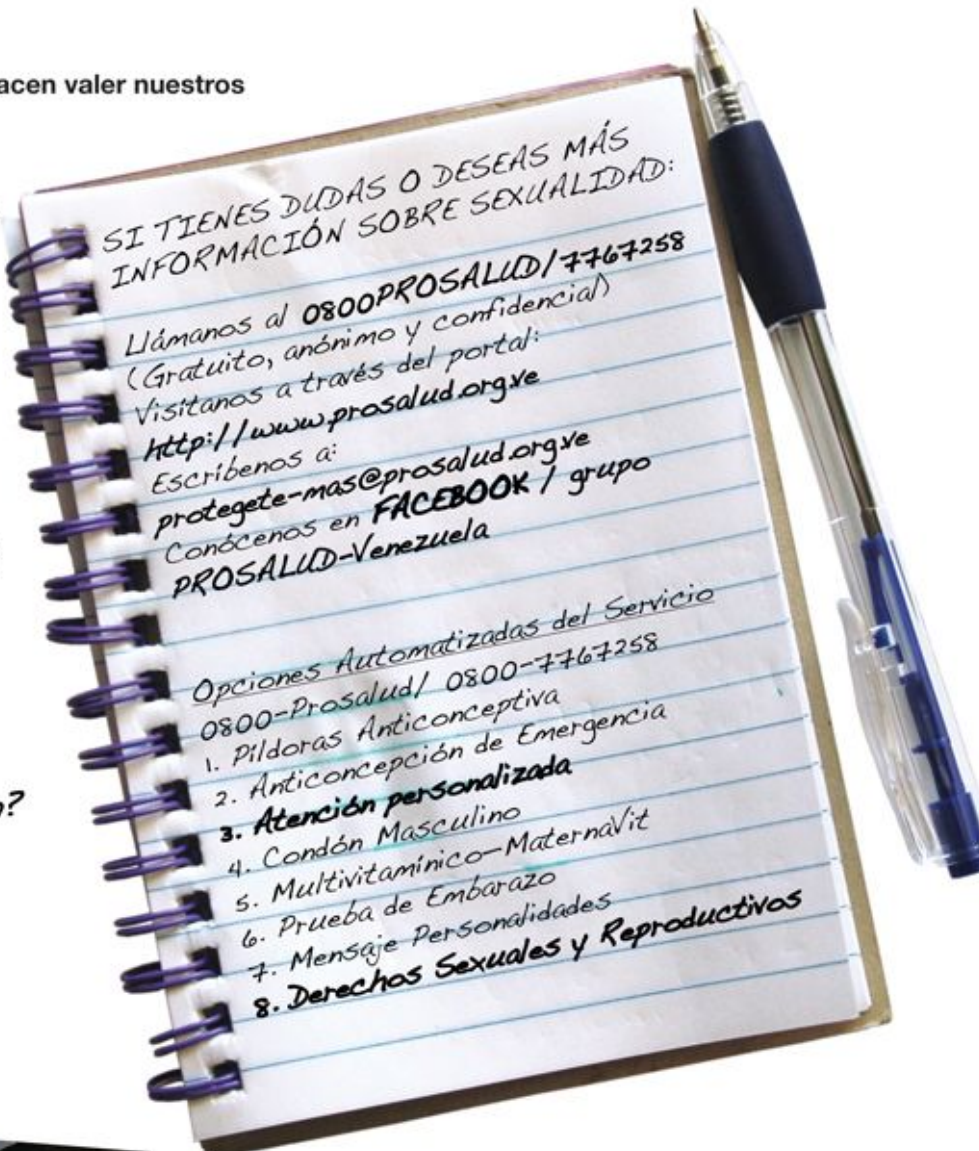 acen valer nuestros
SI TIENES DUDAS O DESEAS MÁS
INFORMACIÓN SOBRE SEXUALIDAD:
Llámanos al 0800PROSALUD/7767258
(Gratuito, anónimo y confidencial)
Visítanos a través del portal:
http://www.prosalud.org.ve
Escríbenos a:
protegete-mas@prosalud.org.ve
Conócenos en FACEBOOK / grupo
PROSALUD-Venezuela
Opciones Automatizadas del Servicio
0800-Prosalud/ 0800-7767258
1. Píldoras Anticonceptiva
2. Anticoncepción de Emergencia
3. Atención personalizada
4. Condón Masculino
5. Multivitamínico-MaternaVit
6. Prueba de Embarazo
7. Mensaje Personalidades
8. Derechos Sexuales y Reproductivos